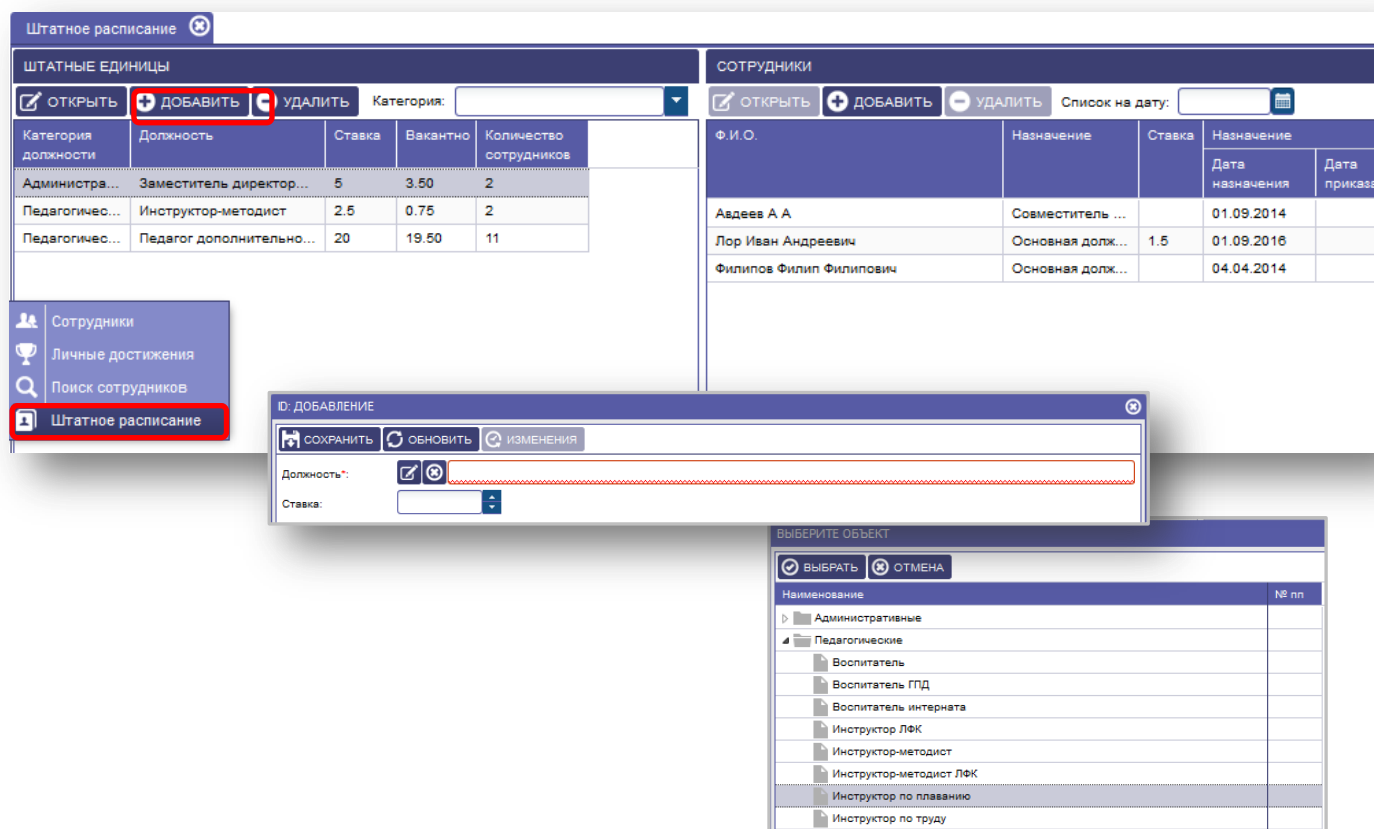 Штатное расписание
ШТАТНЫЕ ЕДИНИЦЫ
ОТКРЫТЬ ДОБАВИТЬ УДАЛИТЬ Категория:
Категория должности Должность Ставка Вакантно Количество сотрудников
Администра... Заместитель директор... 5 3.50 2
Педагогичес... Инструктор-методист 2.5 0.75 2
Педагогичес... Педагог дополнительно... 20 19.50 11
СОТРУДНИКИ
ОТКРЫТЬ ДОБАВИТЬ УДАЛИТЬ Список на дату:
Ф.И.О. Назначение Ставка Назначение
Дата назначения Дата приказа
Авдеев А А Совместитель ... 01.09.2014
Лор Иван Андреевич Основная долж... 1.5 01.09.2016
Филипов Филип Филипович Основная долж... 04.04.2014
Сотрудники
Личные достижения
Поиск сотрудников
Штатное расписание
ID: ДОБАВЛЕНИЕ
СОХРАНИТЬ ОБНОВИТЬ ИЗМЕНЕНИЯ
Должность*:
Ставка:
ВЫБЕРИТЕ ОБЪЕКТ
ВЫБРАТЬ ОТМЕНА
Наименование № пп
Административные
Педагогические
Воспитатель
Воспитатель ГПД
Воспитатель интерната
Инструктор ЛФК
Инструктор-методист
Инструктор-методист ЛФК
Инструктор по плаванию
Инструктор по труду